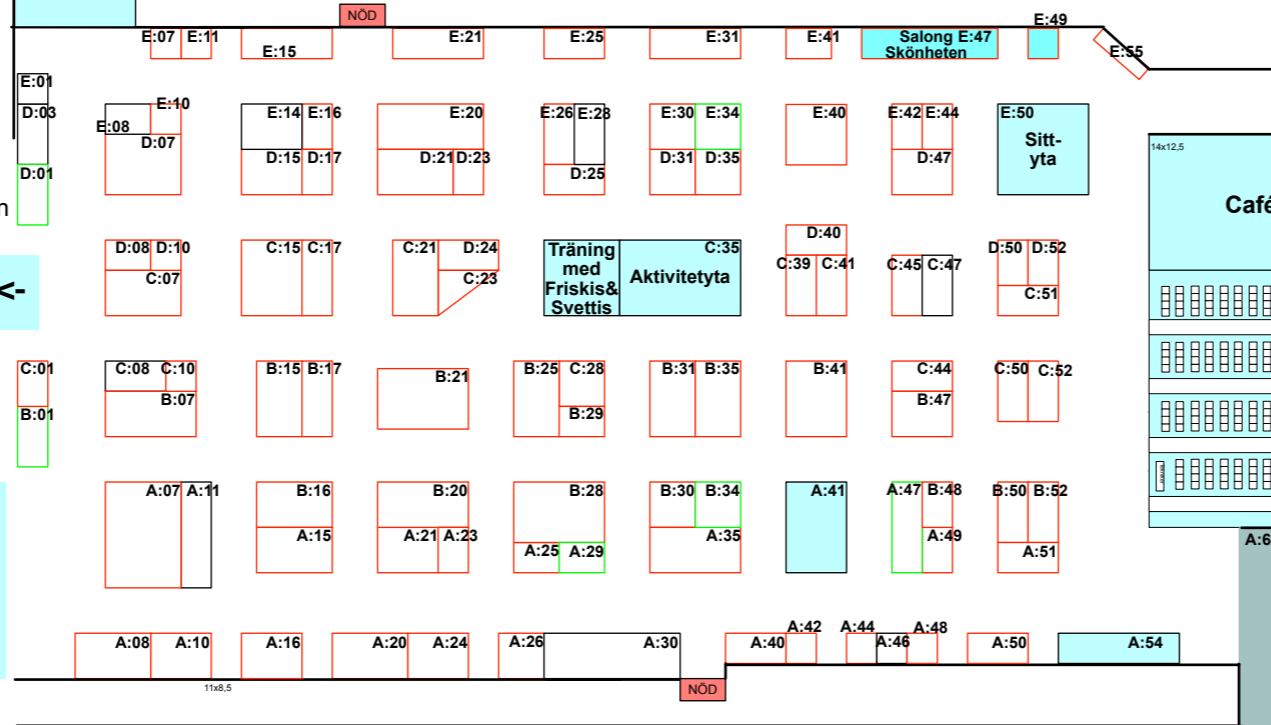 NÖD
E:49
E:07 E:11 E:15 E:21 E:25 E:31 E:41 Salong E:47
Skönheten
E:55
E:01
D:03 E:08 E:10 E:14 E:16 E:20 E:26 E:28 E:30 E:34 E:40 E:42 E:44 E:50
Sitt-
yta
D:07 D:15 D:17 D:21 D:23 D:25 D:31 D:35 D:47
14x12,5
D:01
Café
D:40
D:08 D:10 C:15 C:17 C:21 D:24 C:35 D:50 D:52
Träning
med
Friskis&
Svettis
Aktivitetyta
C:07 C:23 C:39 C:41 C:45 C:47 C:51
<-
C:01 C:08 C:10 B:15 B:17 B:21 B:25 C:28 B:31 B:35 B:41 C:44 C:50 C:52
B:01 B:07 B:29 B:47
A:07 A:11 B:16 B:20 B:28 B:30 B:34 A:41 A:47 B:48 B:50 B:52
A:15 A:21 A:23 A:25 A:29 A:35 A:49 A:51
A:6
A:08 A:10 A:16 A:20 A:24 A:26 A:30 A:40 A:42 A:44 A:46 A:48 A:50 A:54
11x8,5
NÖD